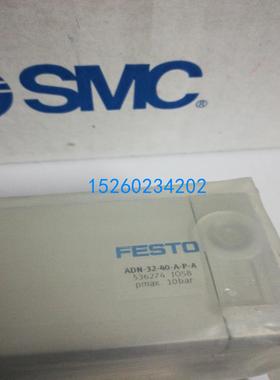 SMC®
15260234202
FESTO
ADN-32-40-A-P-A
536274 J058
pmax. 10bar